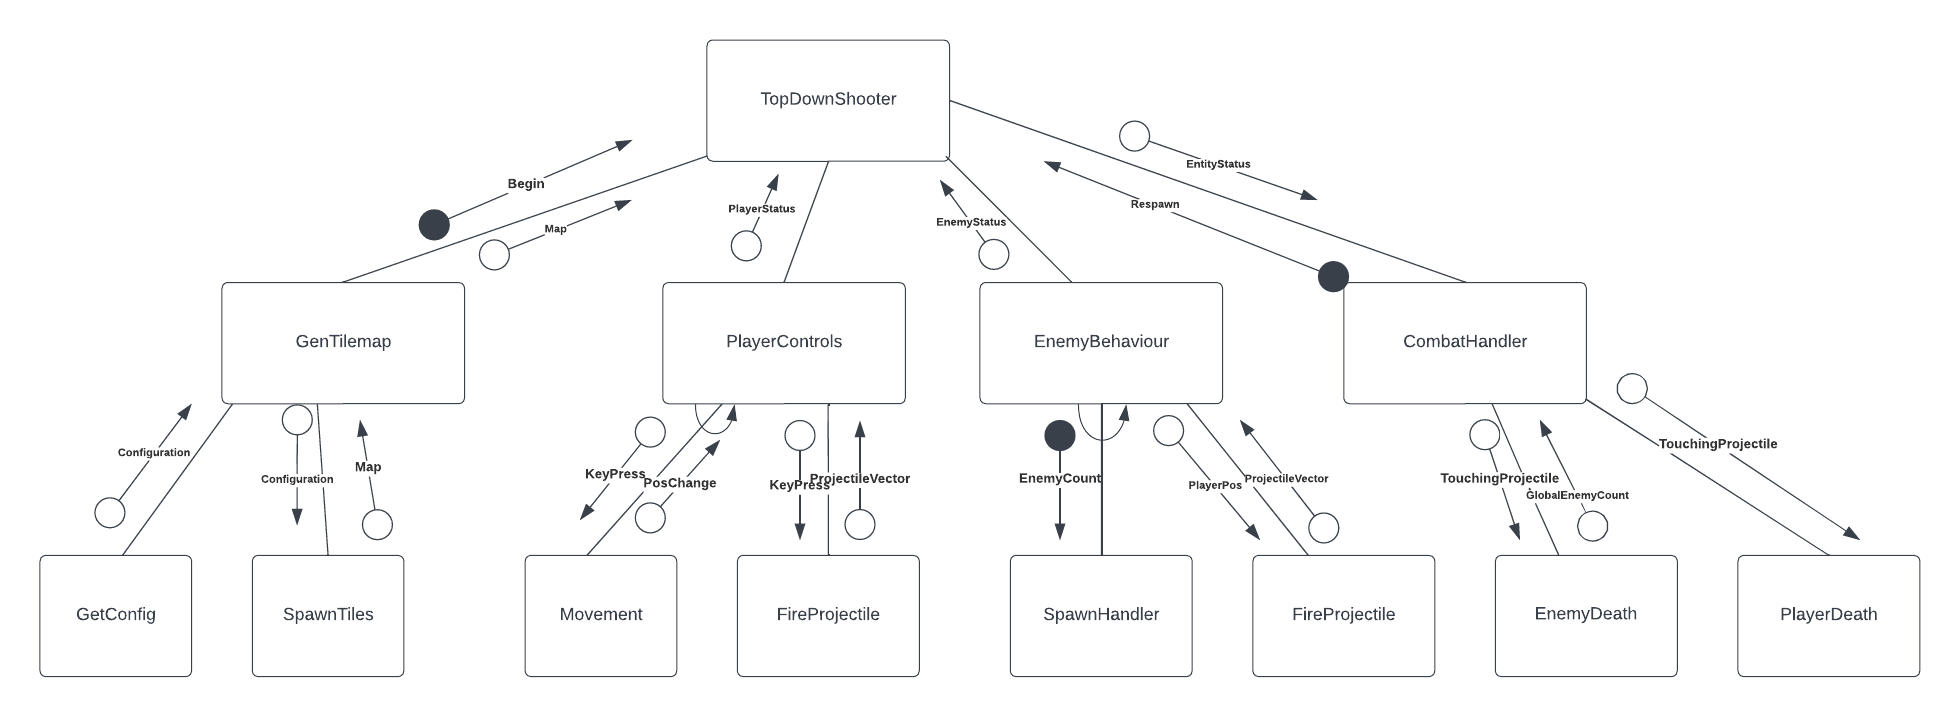 TopDownShooter
EntityStatus
Begin
Respawn
PlayerStatus
EnemyStatus
Map
GenTilemap
PlayerControls
EnemyBehaviour
CombatHandler
TouchingProjectile
Configuration
Map
KeyPress
PosChange
Configuration
KeyPress
ProjectileVector
EnemyCount
PlayerPos
ProjectileVector
TouchingProjectile
GlobalEnemyCount
GetConfig
SpawnTiles
Movement
FireProjectile
SpawnHandler
FireProjectile
EnemyDeath
PlayerDeath